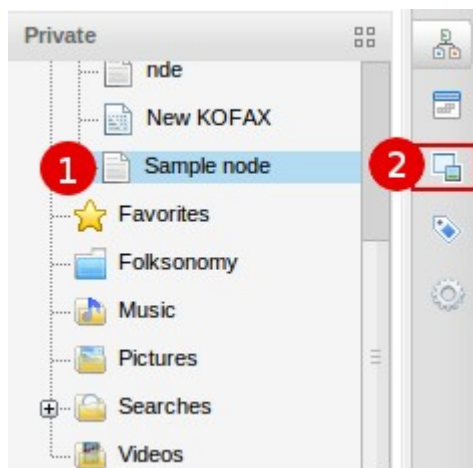 Private
nde
New KOFAX
1
Sample node
2
Favorites
Folksonomy
Music
Pictures
Searches
Videos